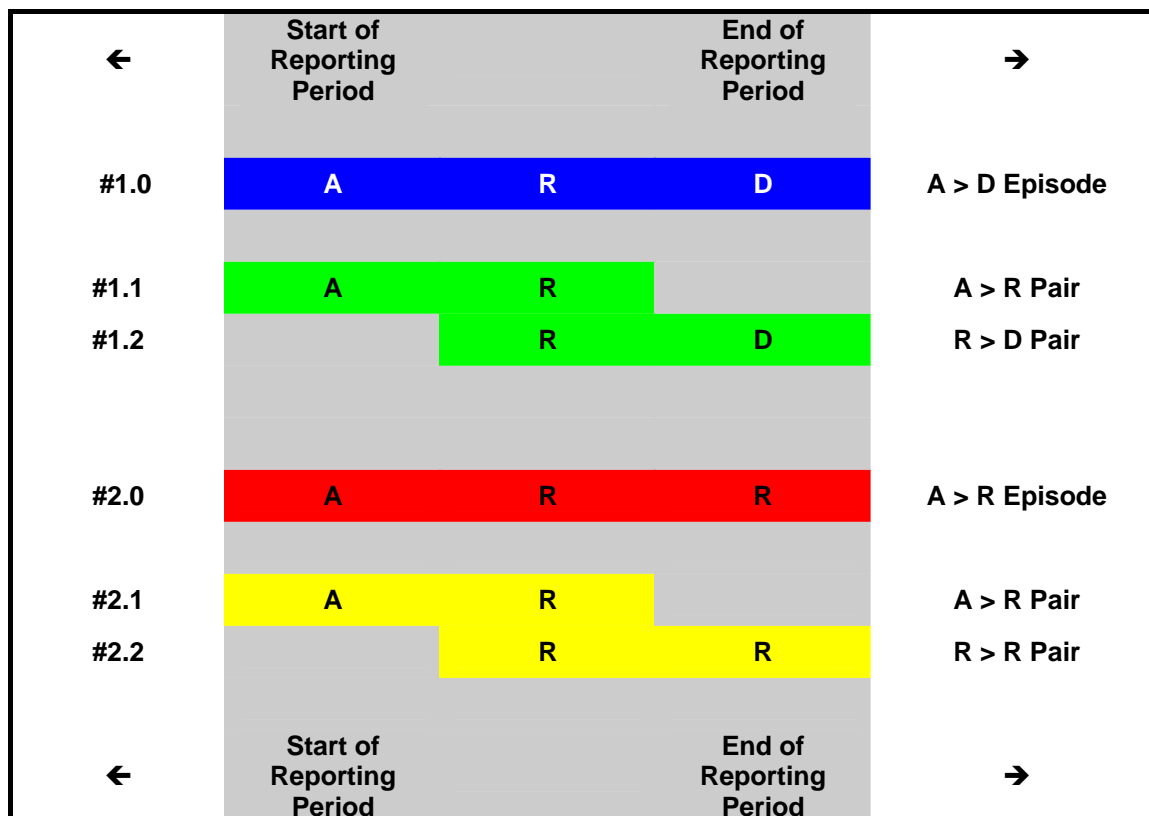 Start of
Reporting
Period
End of
Reporting
Period
← →
#1.0 A R D A > D Episode
#1.1 A R A > R Pair
#1.2 R D R > D Pair
#2.0 A R R A > R Episode
#2.1 A R A > R Pair
#2.2 R R R > R Pair
Start of
Reporting
Period
End of
Reporting
Period
← →